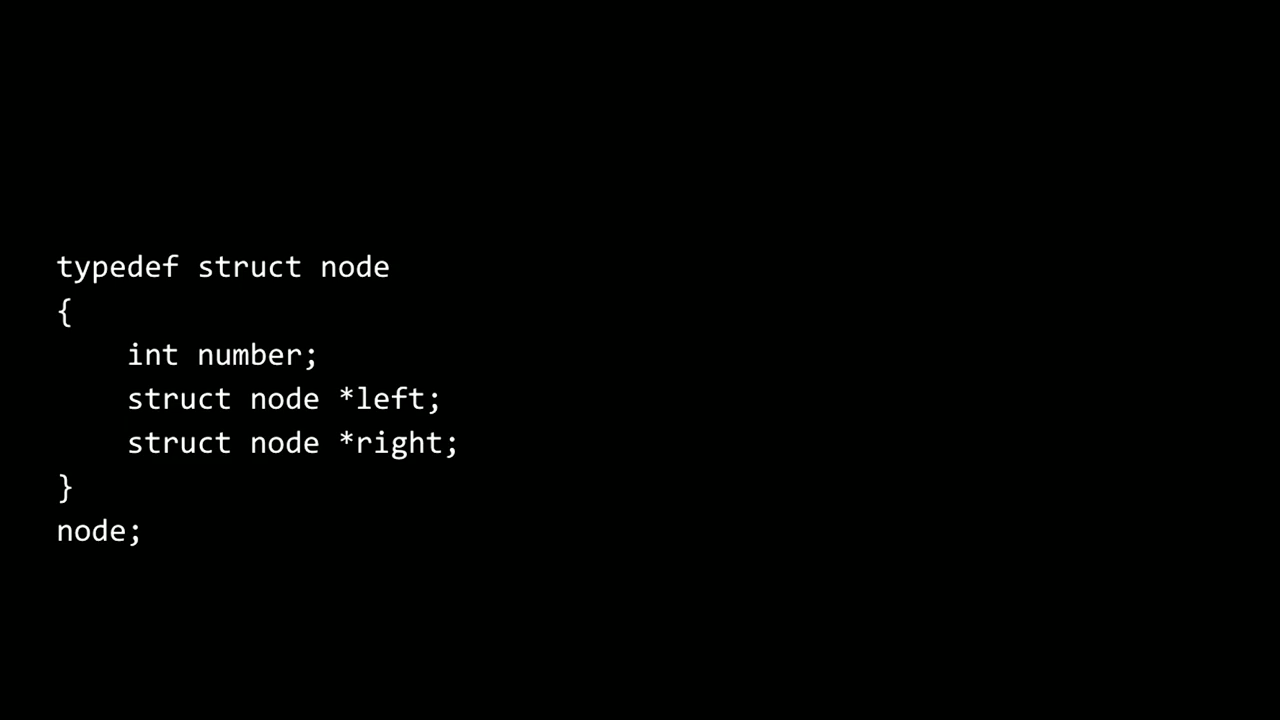 typedef struct node
{
    int number;
    struct node *left;
    struct node *right;
}
node;